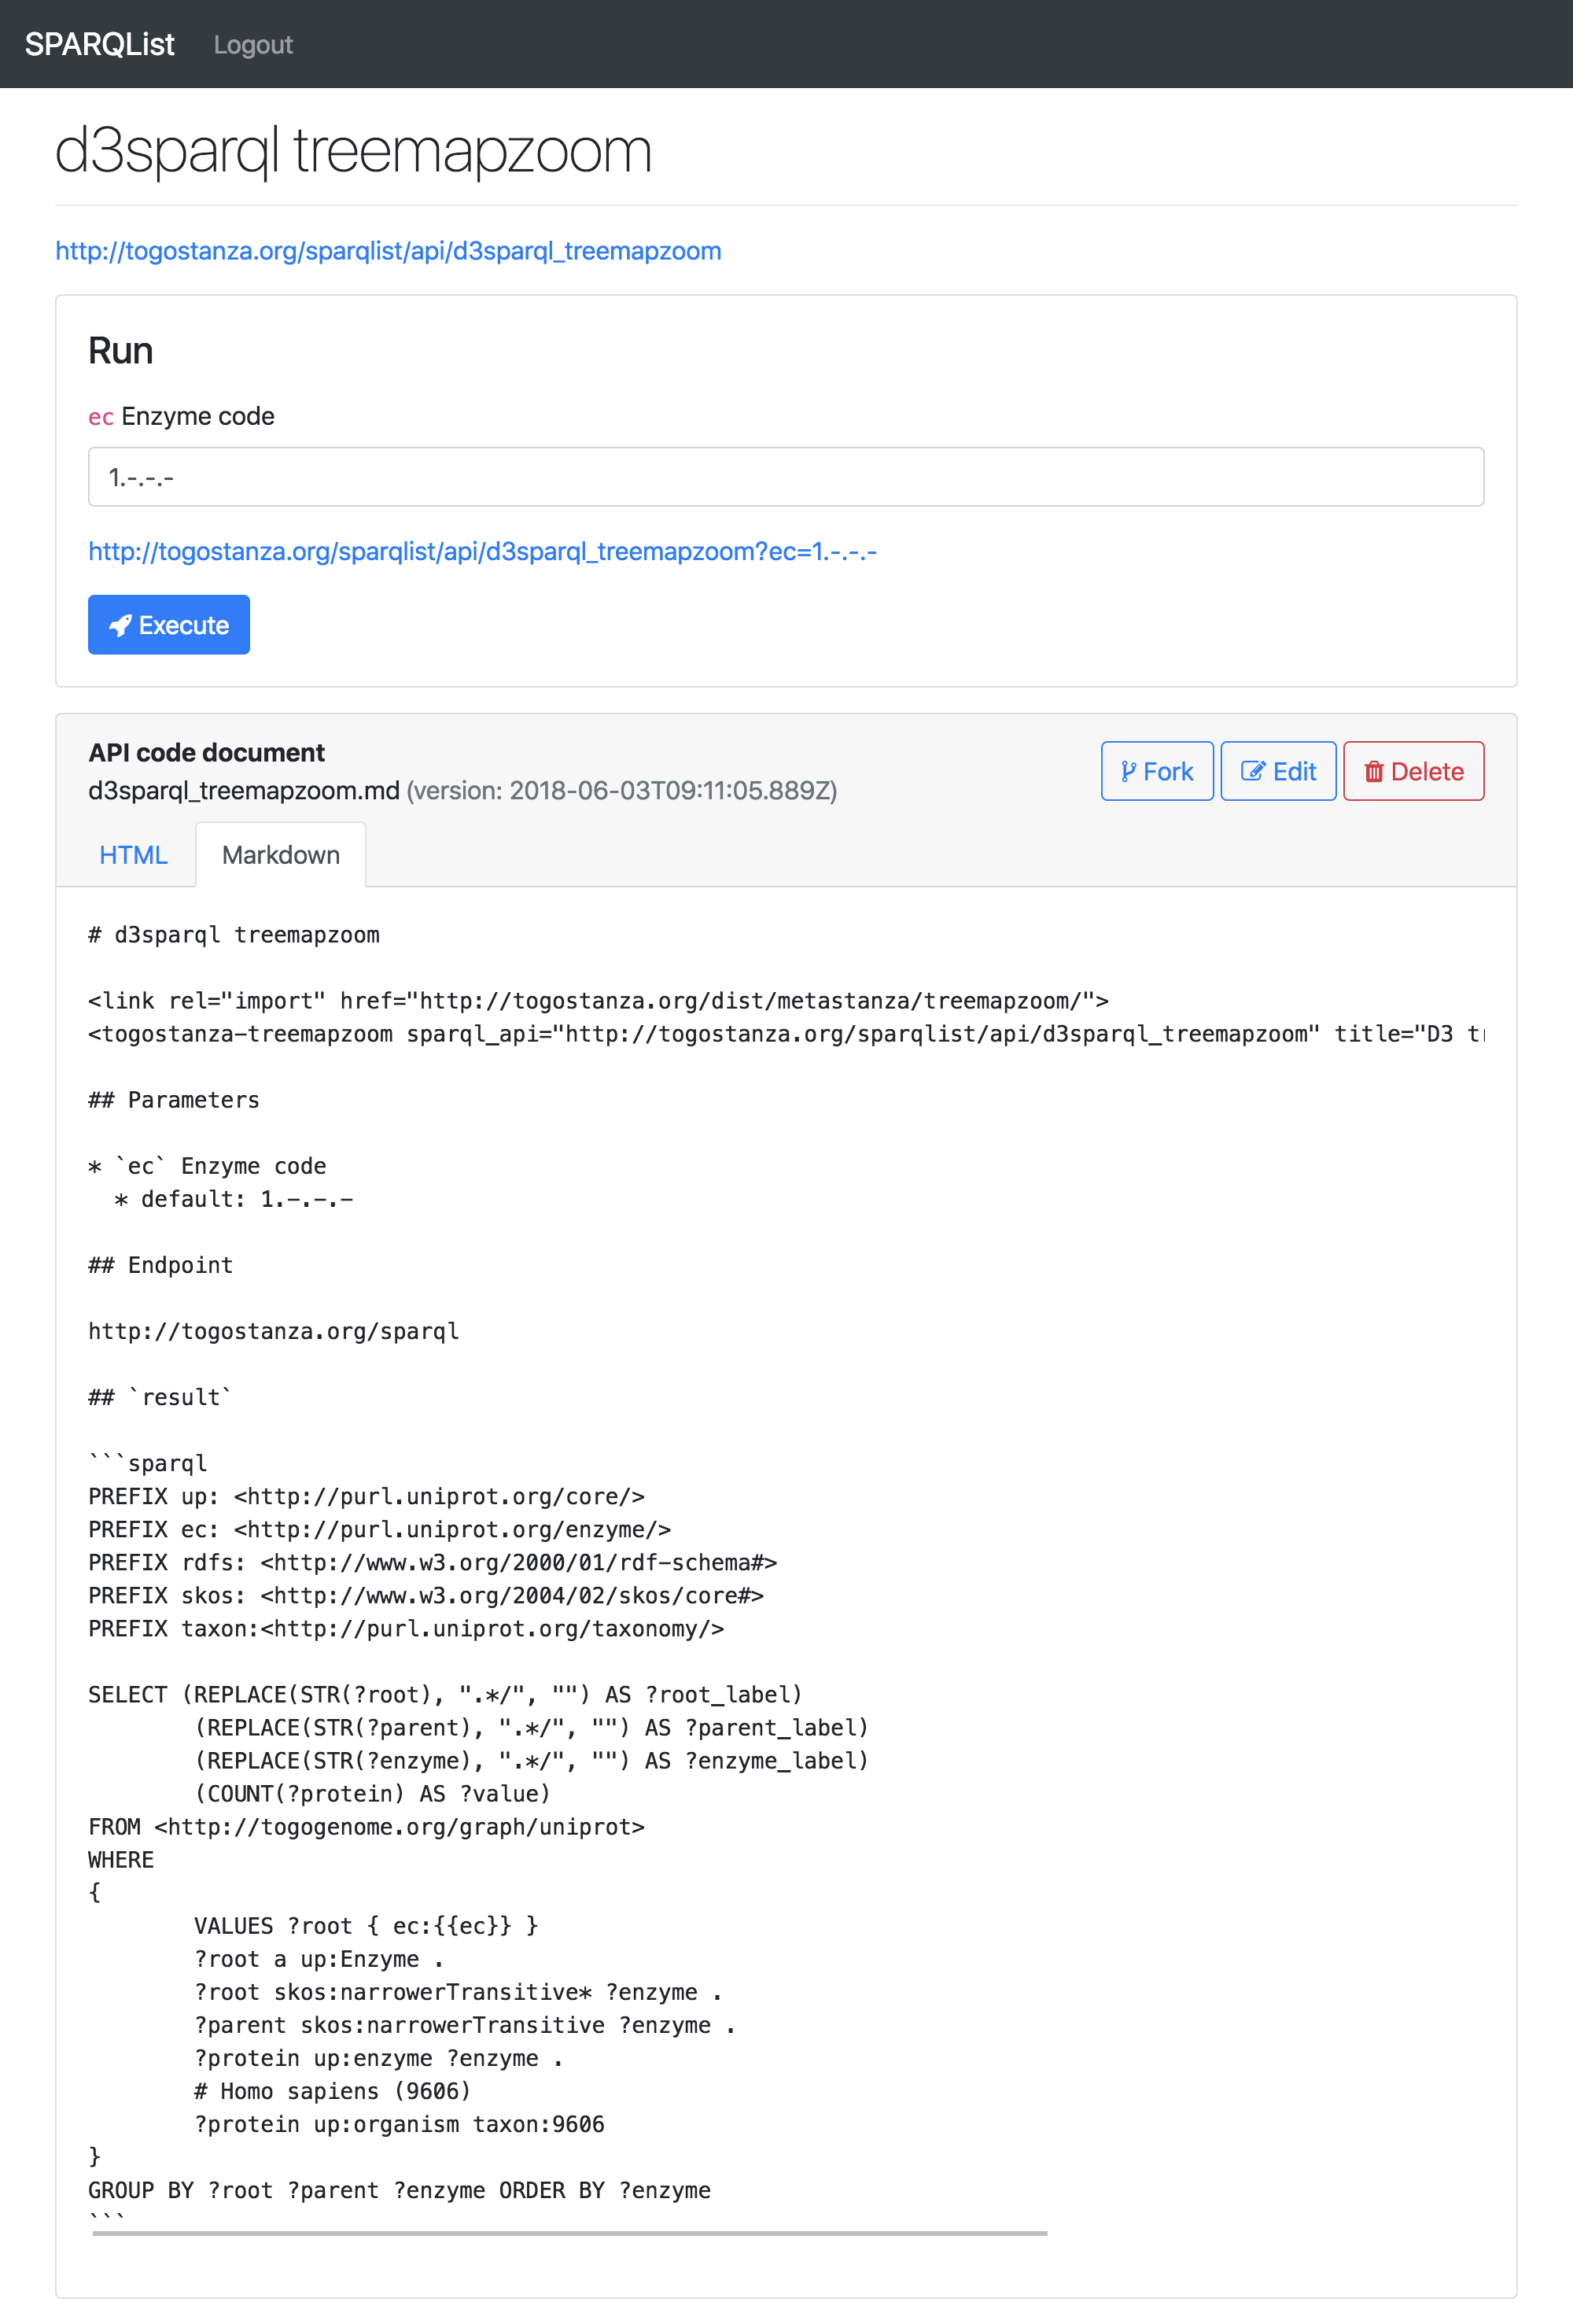 SPARQList Logout
d3sparql treemapzoom
http://togostanza.org/sparqlist/api/d3sparql_treemapzoom
Run
ec Enzyme code
1.-.-.-
http://togostanza.org/sparqlist/api/d3sparql_treemapzoom?ec=1.-.-.-
Execute
API code document
d3sparql_treemapzoom.md (version: 2018-06-03T09:11:05.889Z)
Fork Edit Delete
HTML Markdown
# d3sparql treemapzoom
<link rel="import" href="http://togostanza.org/dist/metastanza/treemapzoom/">
<togostanza-treemapzoom sparql_api="http://togostanza.org/sparqlist/api/d3sparql_treemapzoom" title="D3
## Parameters
* `ec` Enzyme code
  * default: 1.-.-.-
## Endpoint
http://togostanza.org/sparql
## `result`
```sparql
PREFIX up: <http://purl.uniprot.org/core/>
PREFIX ec: <http://purl.uniprot.org/enzyme/>
PREFIX rdfs: <http://www.w3.org/2000/01/rdf-schema#>
PREFIX skos: <http://www.w3.org/2004/02/skos/core#>
PREFIX taxon:<http://purl.uniprot.org/taxonomy/>
SELECT (REPLACE(STR(?root), ".*/", "") AS ?root_label)
        (REPLACE(STR(?parent), ".*/", "") AS ?parent_label)
        (REPLACE(STR(?enzyme), ".*/", "") AS ?enzyme_label)
        (COUNT(?protein) AS ?value)
FROM <http://togogenome.org/graph/uniprot>
WHERE
{
        VALUES ?root { ec:{{ec}} }
        ?root a up:Enzyme .
        ?root skos:narrowerTransitive* ?enzyme .
        ?parent skos:narrowerTransitive ?enzyme .
        ?protein up:enzyme ?enzyme .
        # Homo sapiens (9606)
        ?protein up:organism taxon:9606
}
GROUP BY ?root ?parent ?enzyme ORDER BY ?enzyme
```